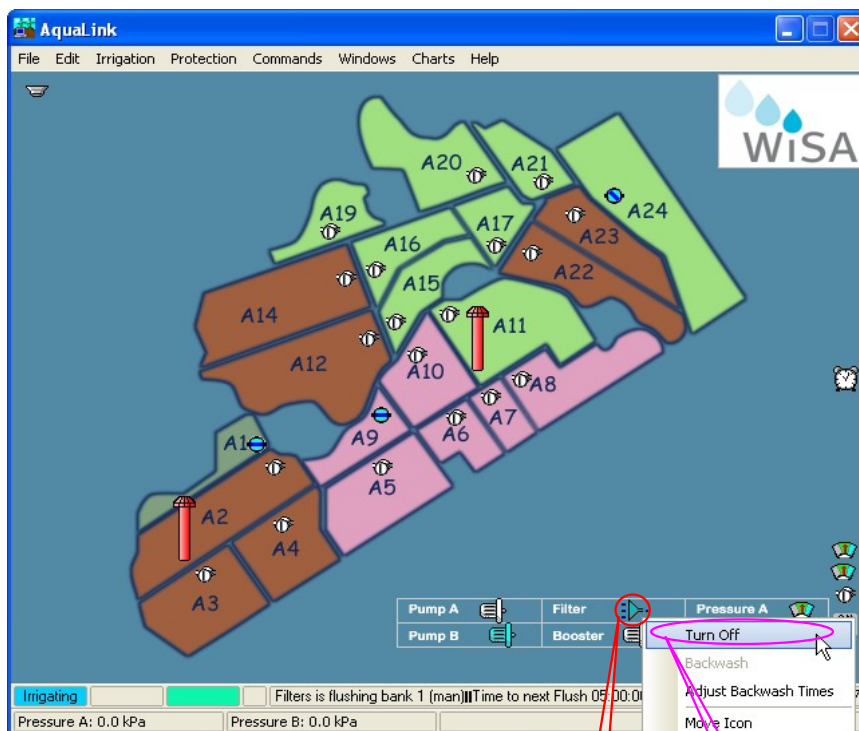 AquaLink
File Edit Irrigation Protection Commands Windows Charts Help
WiSA
A20
A21
A24
A19
A17
A23
A16
A22
A15
A14
A11
A12
A10
A8
A7
A1
A9
A6
A5
A2
A4
A3
Pump A Filter Pressure A
Pump B Booster
Turn Off
Backwash
Adjust Backwash Times
Move Icon
Irrigating Filters is flushing bank 1 (man) Time to next Flush 05:00:0
Pressure A: 0.0 kPa Pressure B: 0.0 kPa